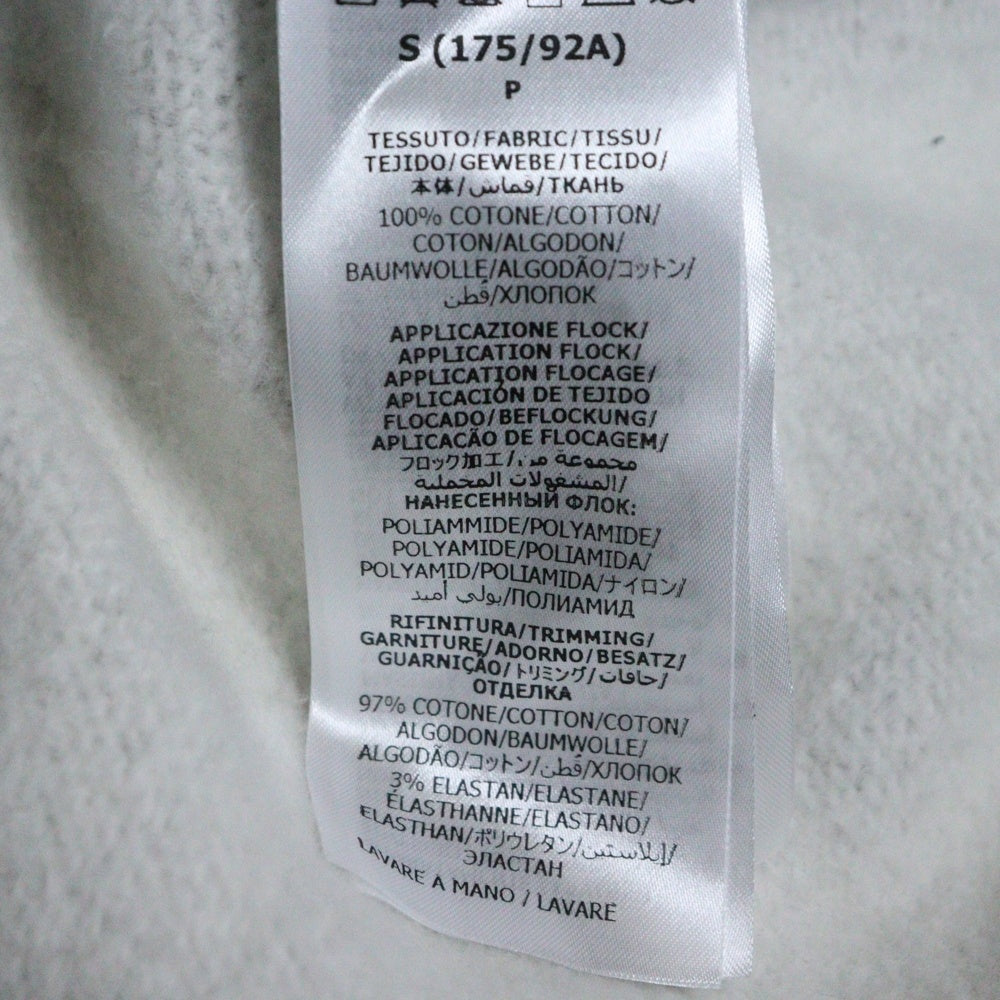 S (175/92A)
P
TESSUTO/FABRIC/TISSU/
TEJIDO/GEWEBE/TECIDO/
本体/قماش/ТКАНЬ
100% COTONE/COTTON/
COTON/ALGODON/
BAUMWOLLE/ALGODÃO/コットン/
قُطن/ХЛОПОК
APPLICAZIONE FLOCK/
APPLICATION FLOCK/
APPLICATION FLOCAGE/
APLICACIÓN DE TEJIDO
FLOCADO/BEFLOCKUNG/
APLICAÇÃO DE FLOCAGEM/
フロック加工/مجموعة من
المشغولات المخملية/
НАНЕСЕННЫЙ ФЛОК:
POLIAMMIDE/POLYAMIDE/
POLYAMIDE/POLIAMIDA/
POLYAMID/POLIAMIDA/ナイロン/
بولي أميد/ПОЛИАМИД
RIFINITURA/TRIMMING/
GARNITURE/ADORNO/BESATZ/
GUARNIÇÃO/トリミング/حافات/
ОТДЕЛКА
97% COTONE/COTTON/COTON/
ALGODON/BAUMWOLLE/
ALGODÃO/コットン/قُطن/ХЛОПОК
3% ELASTAN/ELASTANE/
ÉLASTHANNE/ELASTANO/
ELASTHAN/ポリウレタン/إيلاستين/
ЭЛАСТАН
LAVARE A MANO / LAVARE